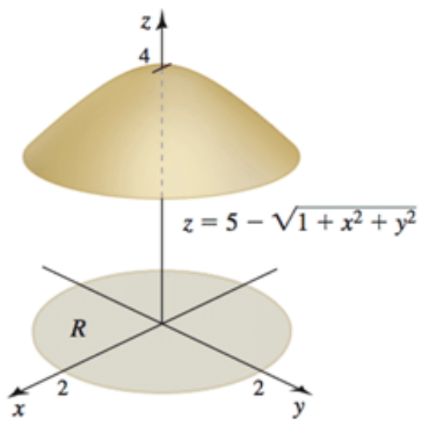 z
4
z = 5 − √1 + x² + y²
R
2
2
x
y